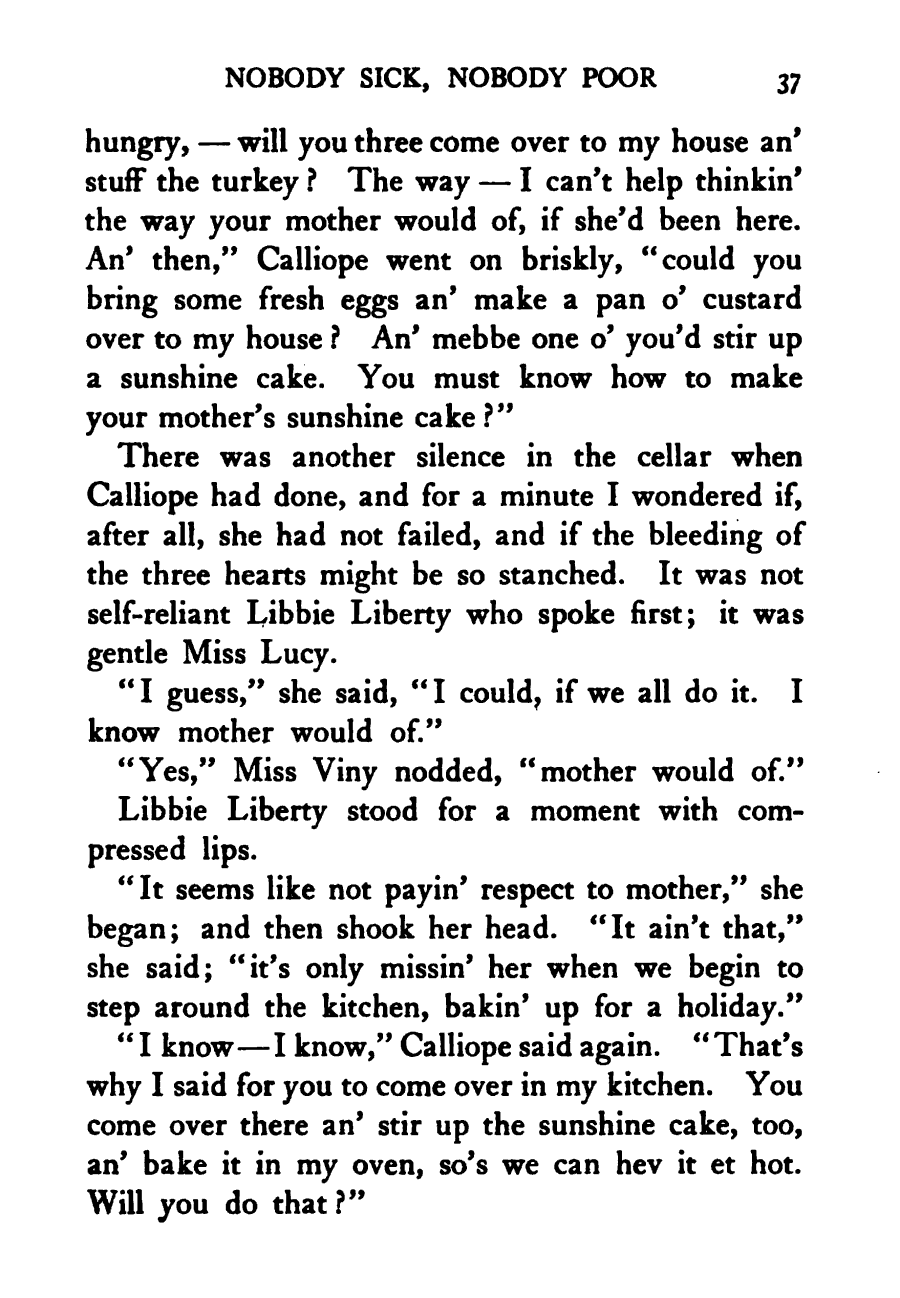 NOBODY SICK, NOBODY POOR 37
hungry, — will you three come over to my house an'
stuff the turkey? The way — I can't help thinkin'
the way your mother would of, if she'd been here.
An' then," Calliope went on briskly, "could you
bring some fresh eggs an' make a pan o' custard
over to my house? An' mebbe one o' you'd stir up
a sunshine cake. You must know how to make
your mother's sunshine cake?"
There was another silence in the cellar when
Calliope had done, and for a minute I wondered if,
after all, she had not failed, and if the bleeding of
the three hearts might be so stanched. It was not
self-reliant Libbie Liberty who spoke first; it was
gentle Miss Lucy.
"I guess," she said, "I could, if we all do it. I
know mother would of."
"Yes," Miss Viny nodded, "mother would of."
Libbie Liberty stood for a moment with com-
pressed lips.
"It seems like not payin' respect to mother," she
began; and then shook her head. "It ain't that,"
she said; "it's only missin' her when we begin to
step around the kitchen, bakin' up for a holiday."
"I know—I know," Calliope said again. "That's
why I said for you to come over in my kitchen. You
come over there an' stir up the sunshine cake, too,
an' bake it in my oven, so's we can hev it et hot.
Will you do that?"